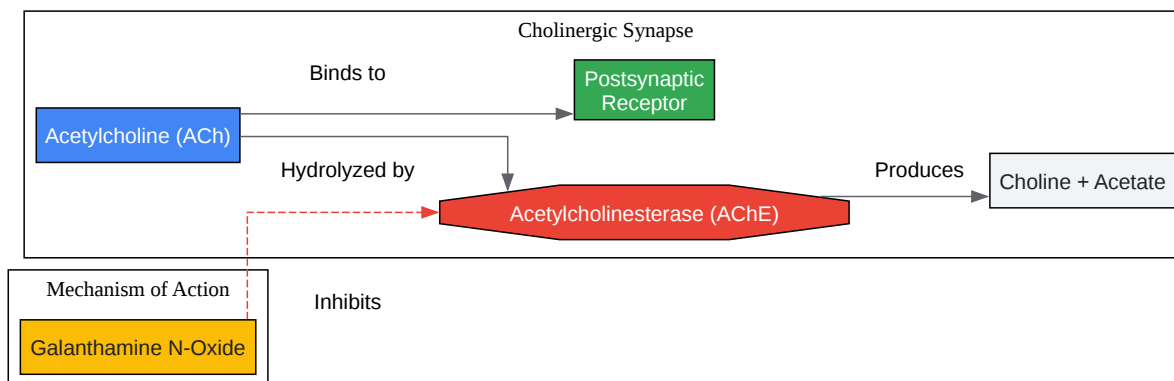 Cholinergic Synapse
Binds to
Postsynaptic
Receptor
Acetylcholine (ACh)
Hydrolyzed by
Produces
Choline + Acetate
Acetylcholinesterase (AChE)
Mechanism of Action
Inhibits
Galanthamine N-Oxide